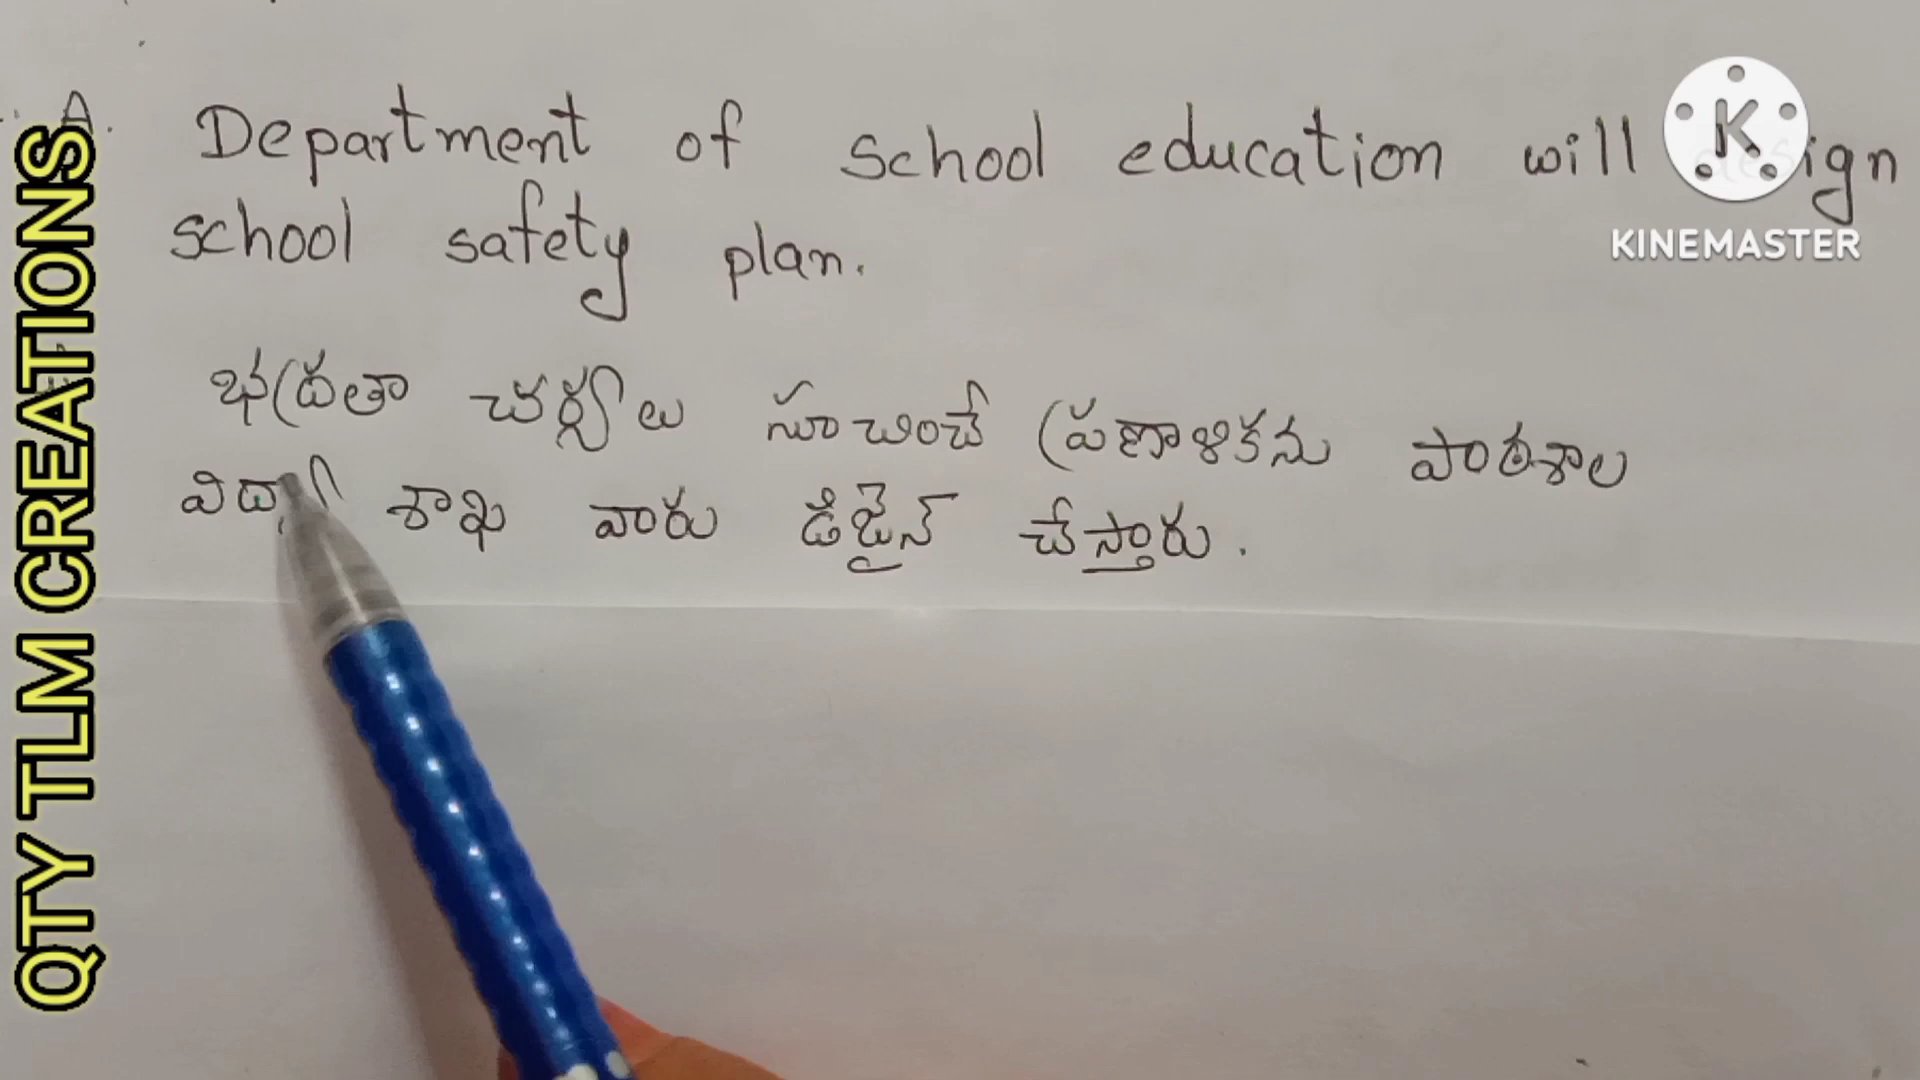 A. Department of school education will design
school safety plan.
భద్రతా చర్యలు సూచించే ప్రణాళికను పాఠశాల
విద్యా శాఖ వారు డిజైన్ చేస్తారు.
QTY TLM CREATIONS
K
KINEMASTER